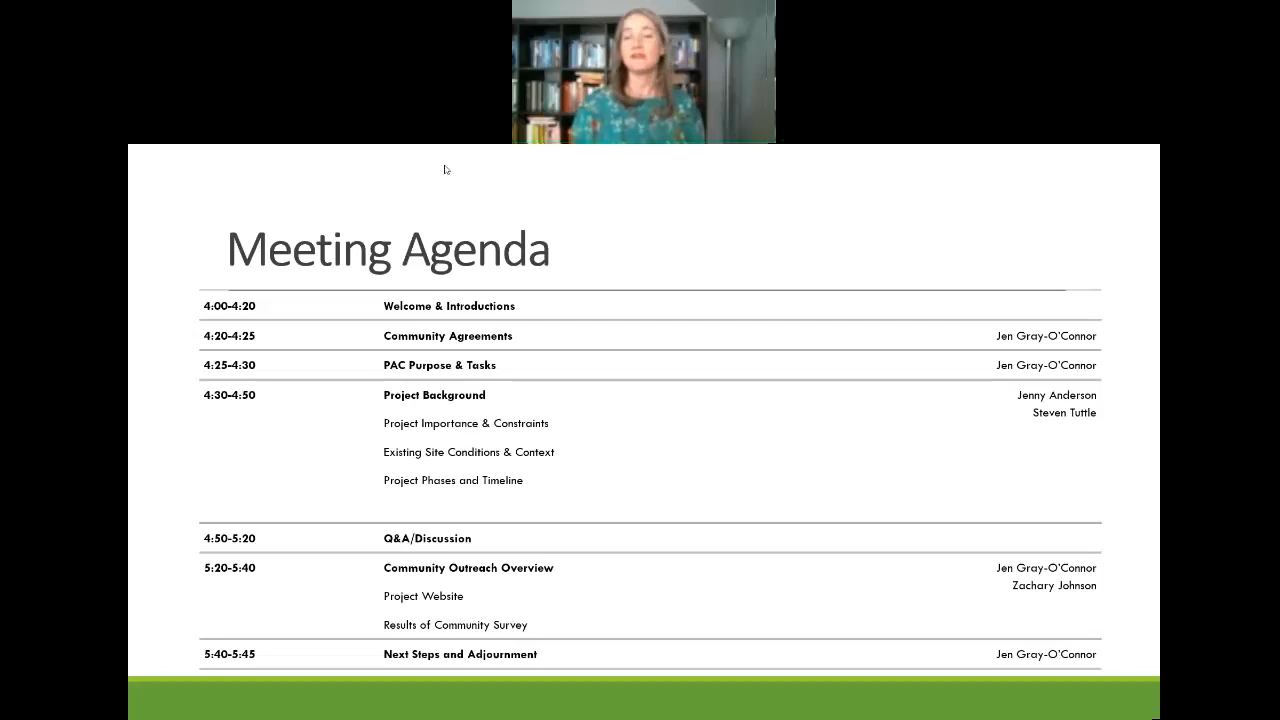 Meeting Agenda
4:00-4:20 Welcome & Introductions
4:20-4:25 Community Agreements Jen Gray-O'Connor
4:25-4:30 PAC Purpose & Tasks Jen Gray-O'Connor
4:30-4:50 Project Background Jenny Anderson
Steven Tuttle
Project Importance & Constraints
Existing Site Conditions & Context
Project Phases and Timeline
4:50-5:20 Q&A/Discussion
5:20-5:40 Community Outreach Overview Jen Gray-O'Connor
Zachary Johnson
Project Website
Results of Community Survey
5:40-5:45 Next Steps and Adjournment Jen Gray-O'Connor